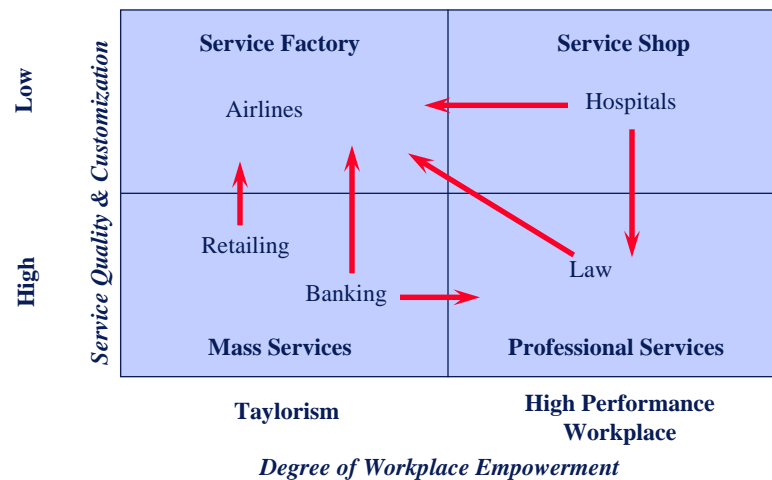 Service Factory
Service Shop
Low
Airlines
Hospitals
Service Quality & Customization
Retailing
Law
High
Banking
Mass Services
Professional Services
Taylorism
High Performance
Workplace
Degree of Workplace Empowerment